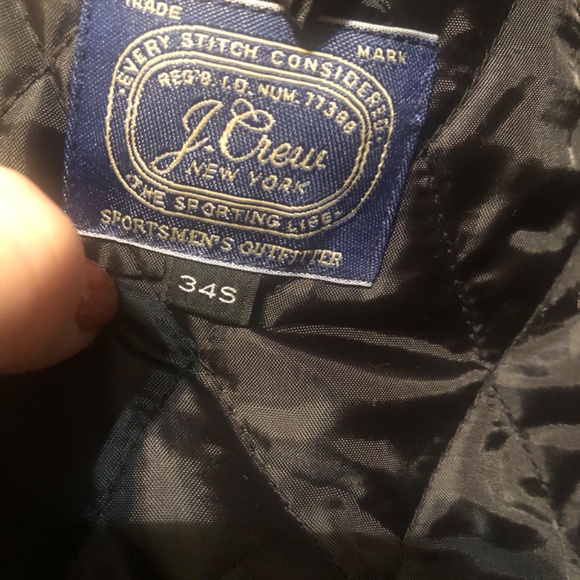 TRADE MARK
·EVERY STITCH CONSIDERED·
REG'D. I.D. NUM. 77388
J.Crew
NEW YORK
THE SPORTING LIFE.
SPORTSMEN'S OUTFITTER
34S